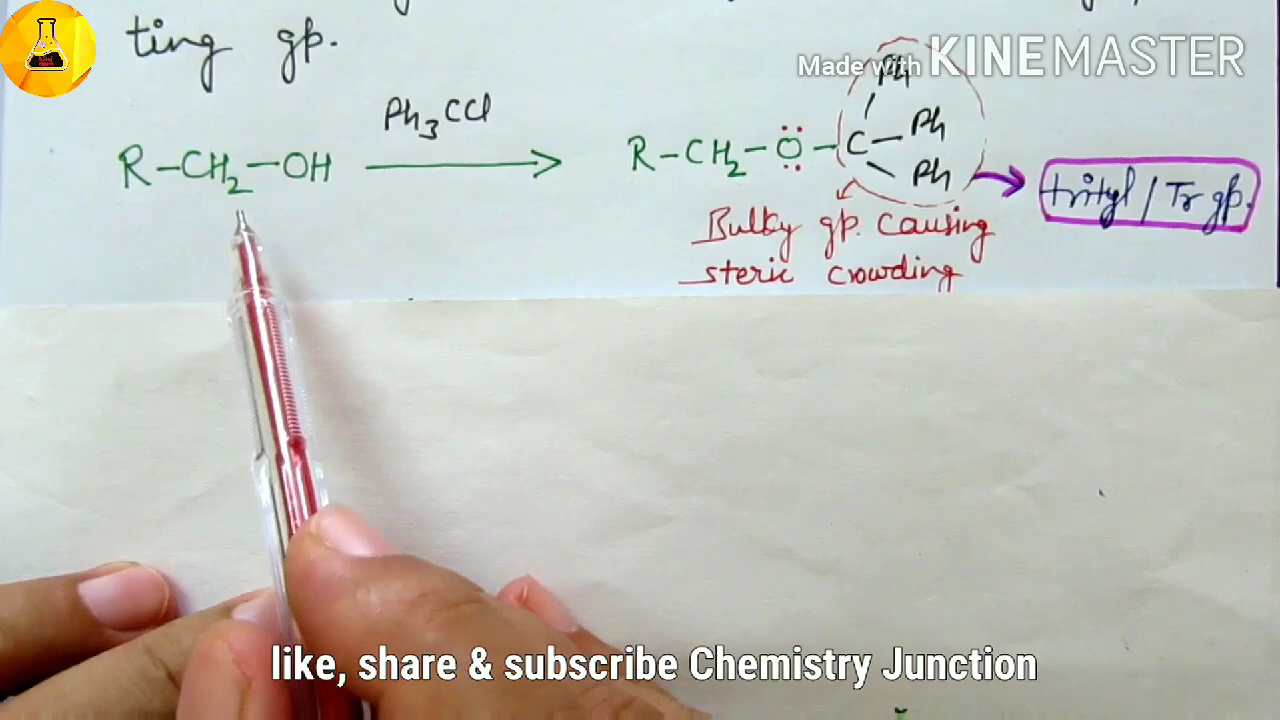 ting gp.
Made with KINEMASTER
Ph₃CCl
R-CH₂-OH
R-CH₂-O-C-Ph
Ph
Ph
trityl / Tr gp.
Bulky gp. causing
steric crowding
like, share & subscribe Chemistry Junction